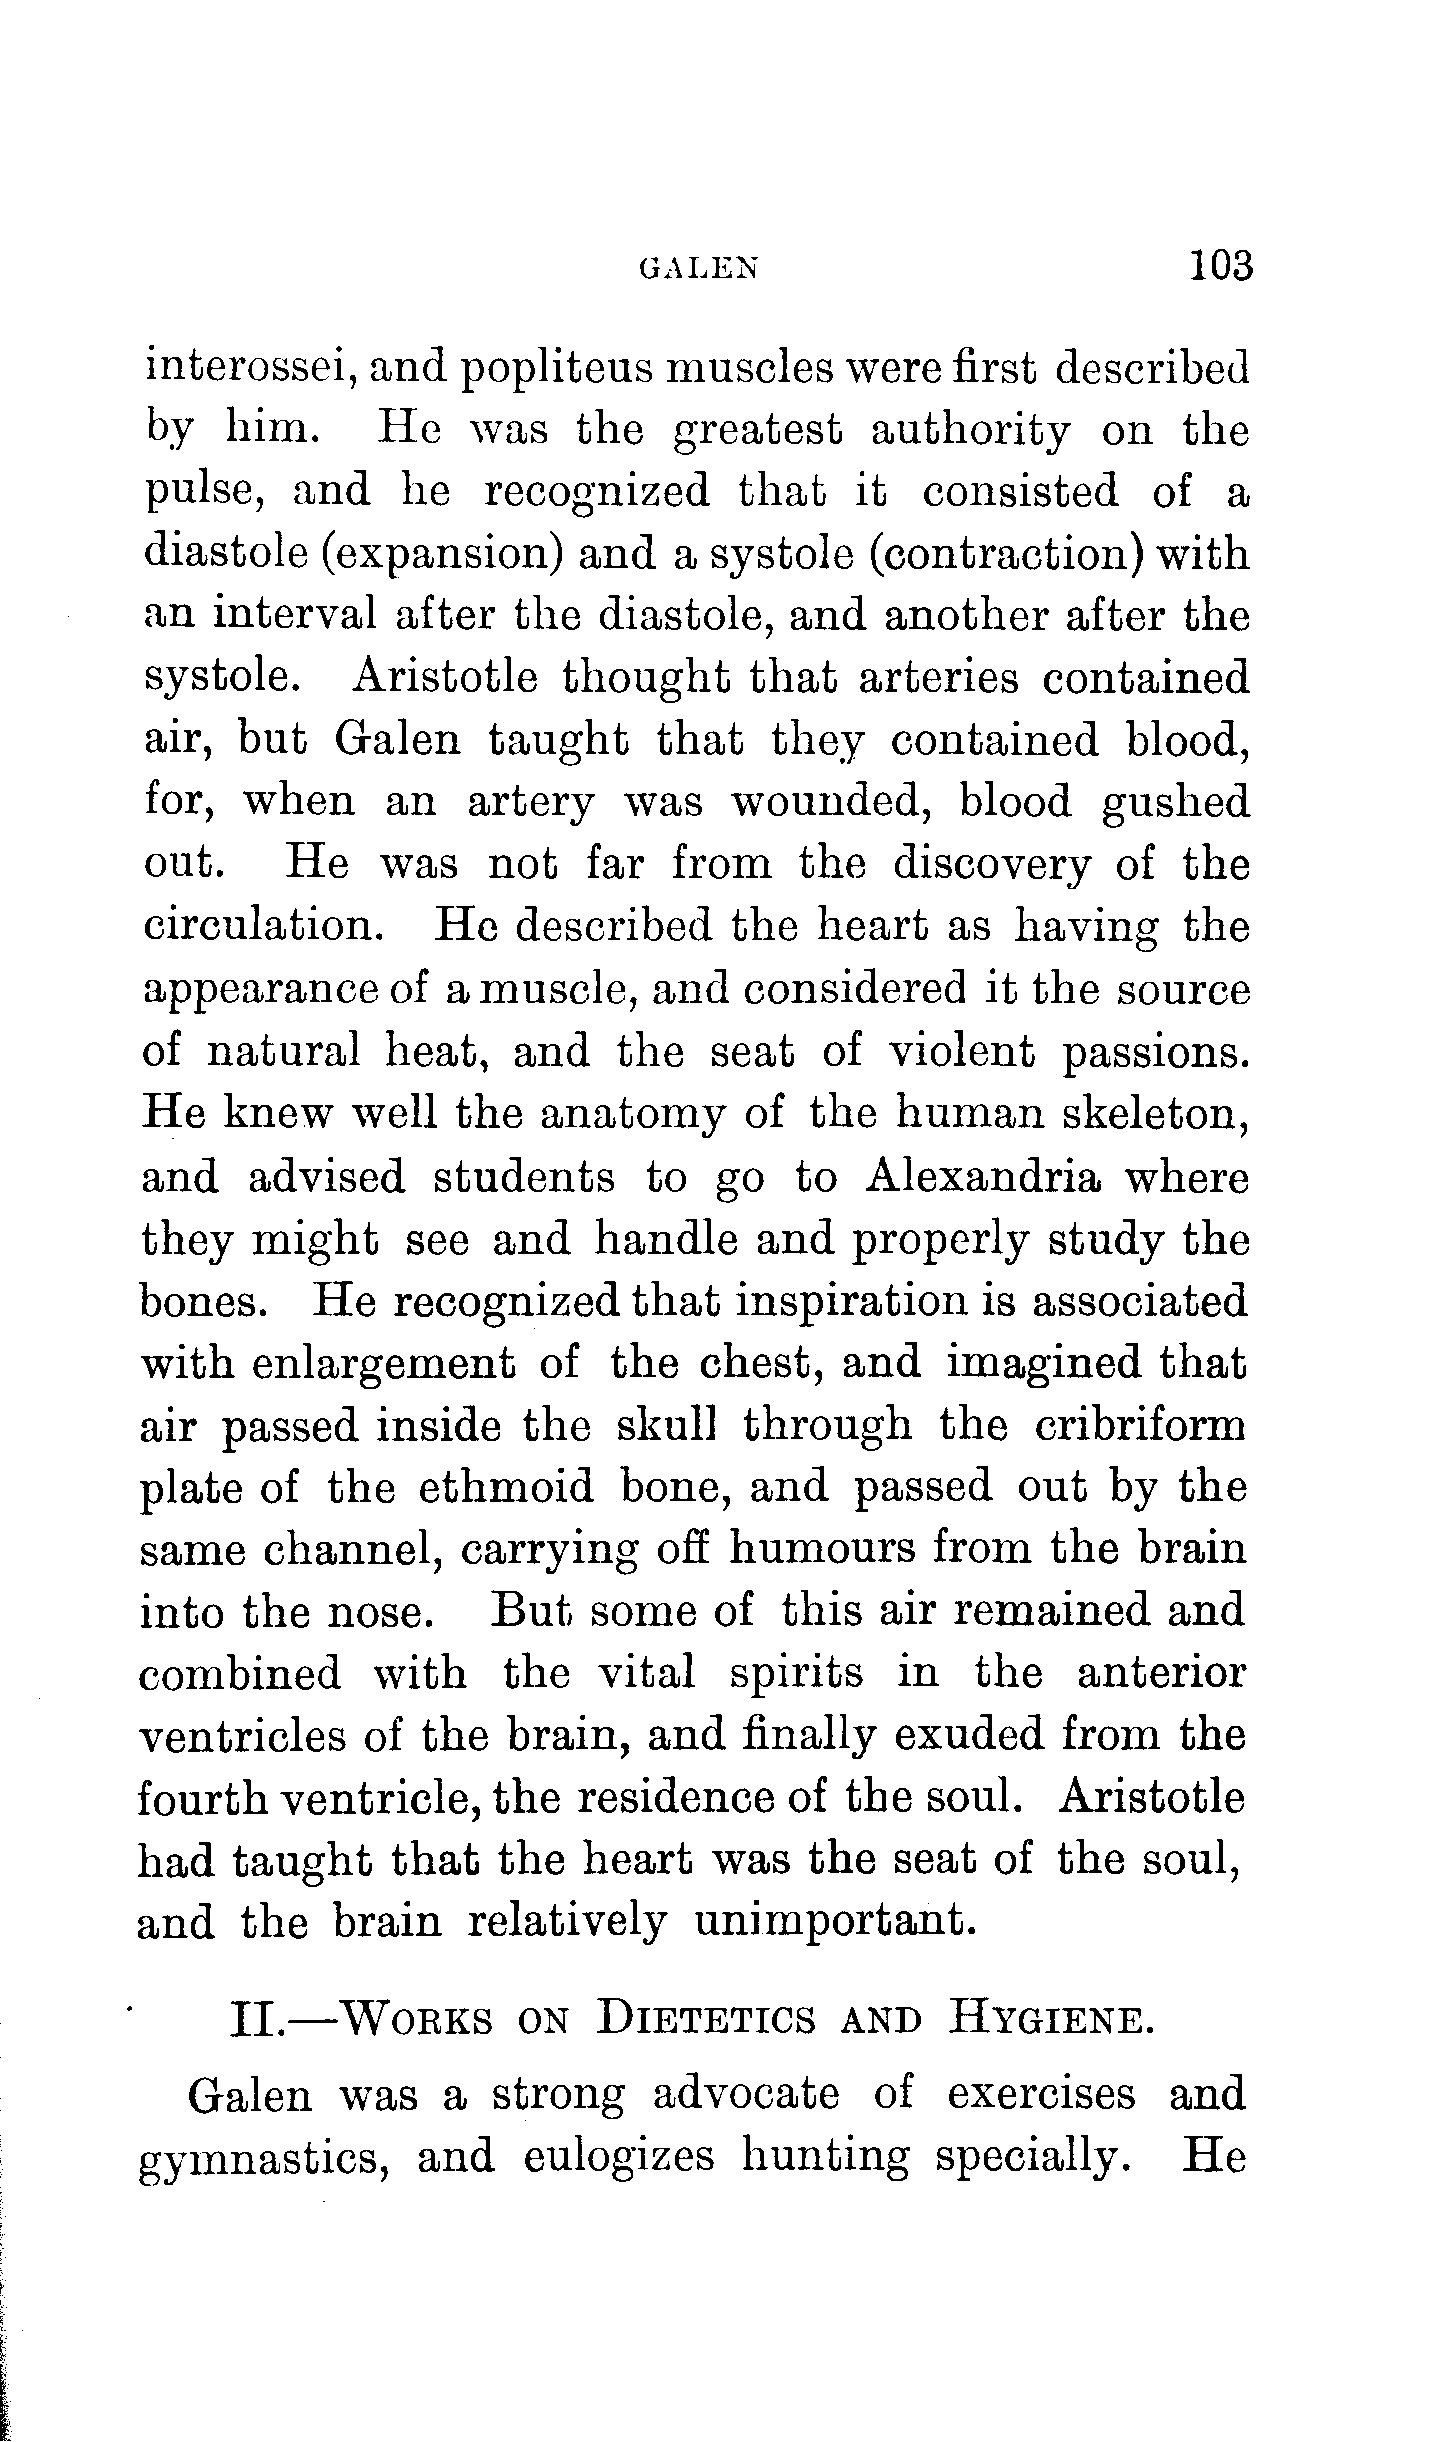 GALEN 103
interossei, and popliteus muscles were first described
by him. He was the greatest authority on the
pulse, and he recognized that it consisted of a
diastole (expansion) and a systole (contraction) with
an interval after the diastole, and another after the
systole. Aristotle thought that arteries contained
air, but Galen taught that they contained blood,
for, when an artery was wounded, blood gushed
out. He was not far from the discovery of the
circulation. He described the heart as having the
appearance of a muscle, and considered it the source
of natural heat, and the seat of violent passions.
He knew well the anatomy of the human skeleton,
and advised students to go to Alexandria where
they might see and handle and properly study the
bones. He recognized that inspiration is associated
with enlargement of the chest, and imagined that
air passed inside the skull through the cribriform
plate of the ethmoid bone, and passed out by the
same channel, carrying off humours from the brain
into the nose. But some of this air remained and
combined with the vital spirits in the anterior
ventricles of the brain, and finally exuded from the
fourth ventricle, the residence of the soul. Aristotle
had taught that the heart was the seat of the soul,
and the brain relatively unimportant.
II.—WORKS ON DIETETICS AND HYGIENE.
Galen was a strong advocate of exercises and
gymnastics, and eulogizes hunting specially. He